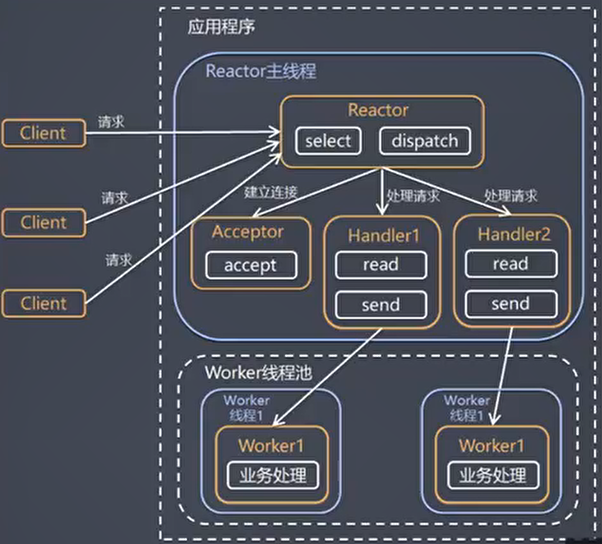 应用程序
Reactor主线程
Reactor
select
dispatch
Client
请求
Client
请求
Client
请求
建立连接
处理请求
处理请求
Acceptor
accept
Handler1
read
send
Handler2
read
send
Worker线程池
Worker
线程1
Worker1
业务处理
Worker
线程1
Worker1
业务处理